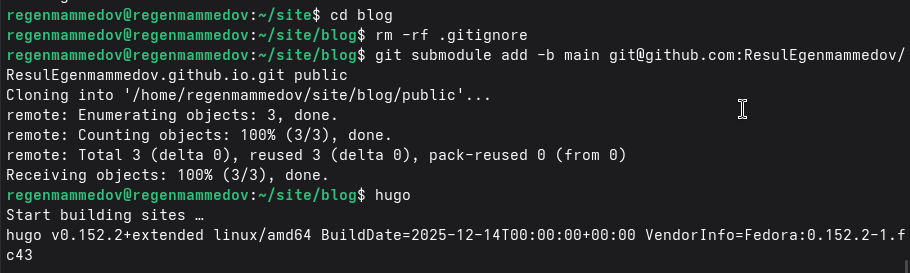 regenmammedov@regenmammedov:~/site$ cd blog
regenmammedov@regenmammedov:~/site/blog$ rm -rf .gitignore
regenmammedov@regenmammedov:~/site/blog$ git submodule add -b main git@github.com:ResulEgenmammedov/
ResulEgenmammedov.github.io.git public
Cloning into '/home/regenmammedov/site/blog/public'...
remote: Enumerating objects: 3, done.
remote: Counting objects: 100% (3/3), done.
remote: Total 3 (delta 0), reused 3 (delta 0), pack-reused 0 (from 0)
Receiving objects: 100% (3/3), done.
regenmammedov@regenmammedov:~/site/blog$ hugo
Start building sites …
hugo v0.152.2+extended linux/amd64 BuildDate=2025-12-14T00:00:00+00:00 VendorInfo=Fedora:0.152.2-1.f
c43